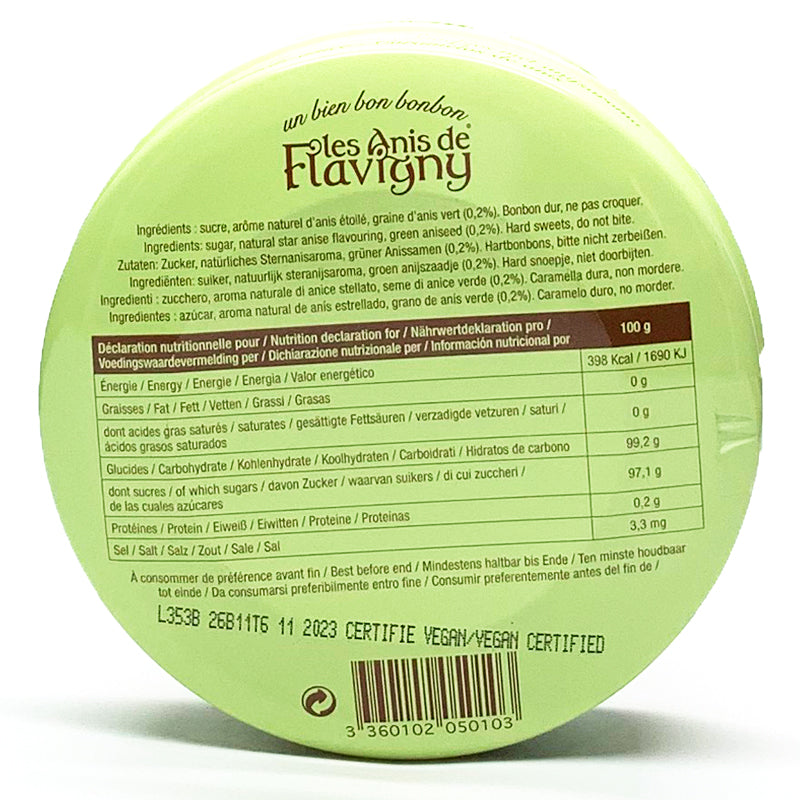 un bien bon bonbon®
les Anis de
Flavigny
Ingrédients : sucre, arôme naturel d'anis étoilé, graine d'anis vert (0,2%). Bonbon dur, ne pas croquer.
Ingredients: sugar, natural star anise flavouring, green aniseed (0,2%). Hard sweets, do not bite.
Zutaten: Zucker, natürliches Sternanisaroma, grüner Anissamen (0,2%). Hartbonbons, bitte nicht zerbeißen.
Ingrediënten: suiker, natuurlijk steranijsaroma, groen anijszaadje (0,2%). Hard snoepje, niet doorbijten.
Ingredienti : zucchero, aroma naturale di anice stellato, seme di anice verde (0,2%). Caramella dura, non mordere.
Ingredientes : azúcar, aroma natural de anís estrellado, grano de anís verde (0,2%). Caramelo duro, no morder.
Déclaration nutritionnelle pour / Nutrition declaration for / Nährwertdeklaration pro /
Voedingswaardevermelding per / Dichiarazione nutrizionale per / Información nutricional por
100 g
Énergie / Energy / Energie / Energia / Valor energético
398 Kcal / 1690 KJ
Graisses / Fat / Fett / Vetten / Grassi / Grasas
0 g
dont acides gras saturés / saturates / gesättigte Fettsäuren / verzadigde vetzuren / saturi /
ácidos grasos saturados
0 g
Glucides / Carbohydrate / Kohlenhydrate / Koolhydraten / Carboidrati / Hidratos de carbono
99,2 g
dont sucres / of which sugars / davon Zucker / waarvan suikers / di cui zuccheri /
de las cuales azúcares
97,1 g
Protéines / Protein / Eiweiß / Eiwitten / Proteine / Proteinas
0,2 g
Sel / Salt / Salz / Zout / Sale / Sal
3,3 mg
À consommer de préférence avant fin / Best before end / Mindestens haltbar bis Ende / Ten minste houdbaar
tot einde / Da consumarsi preferibilmente entro fine / Consumir preferentemente antes del fin de /
L353B 26B11T6 11 2023 CERTIFIE VEGAN/VEGAN CERTIFIED
3 360102 050103